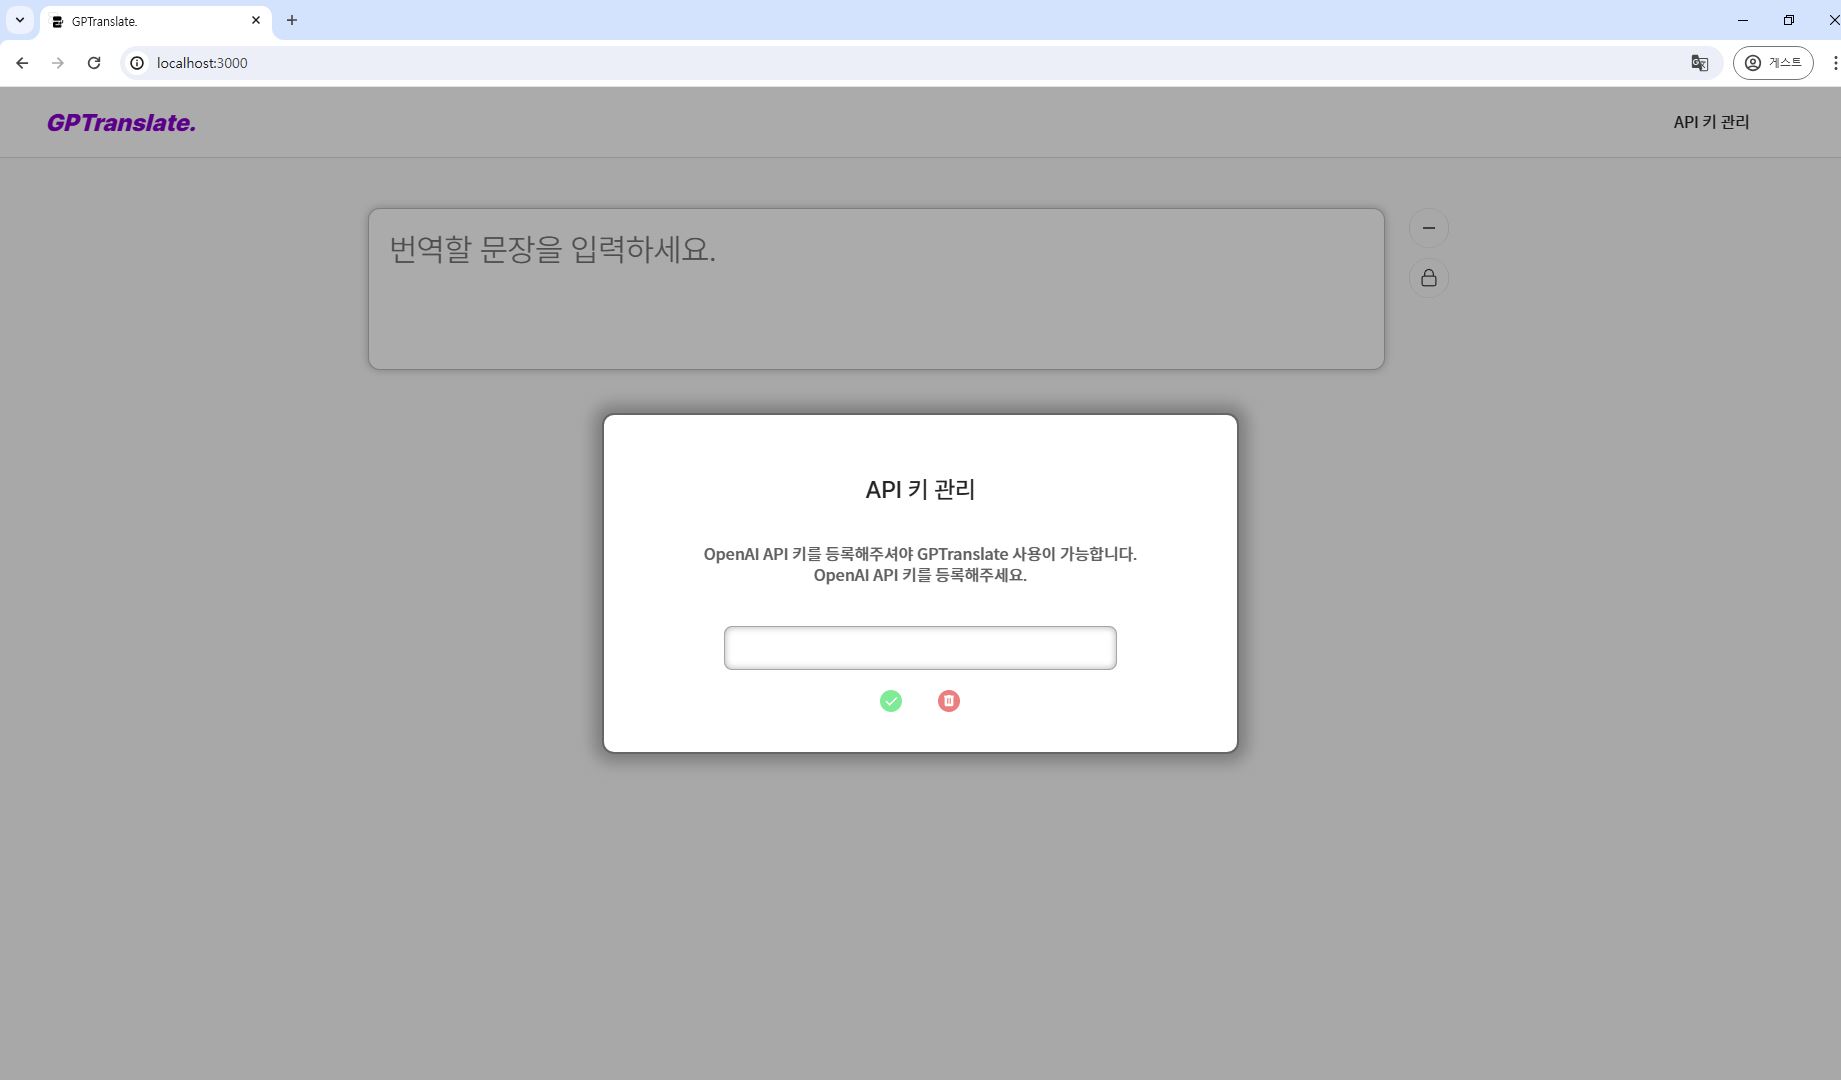 GPTranslate.
localhost:3000
게스트
GPTranslate.
API 키 관리
번역할 문장을 입력하세요.
API 키 관리
OpenAI API 키를 등록해주셔야 GPTranslate 사용이 가능합니다.
OpenAI API 키를 등록해주세요.